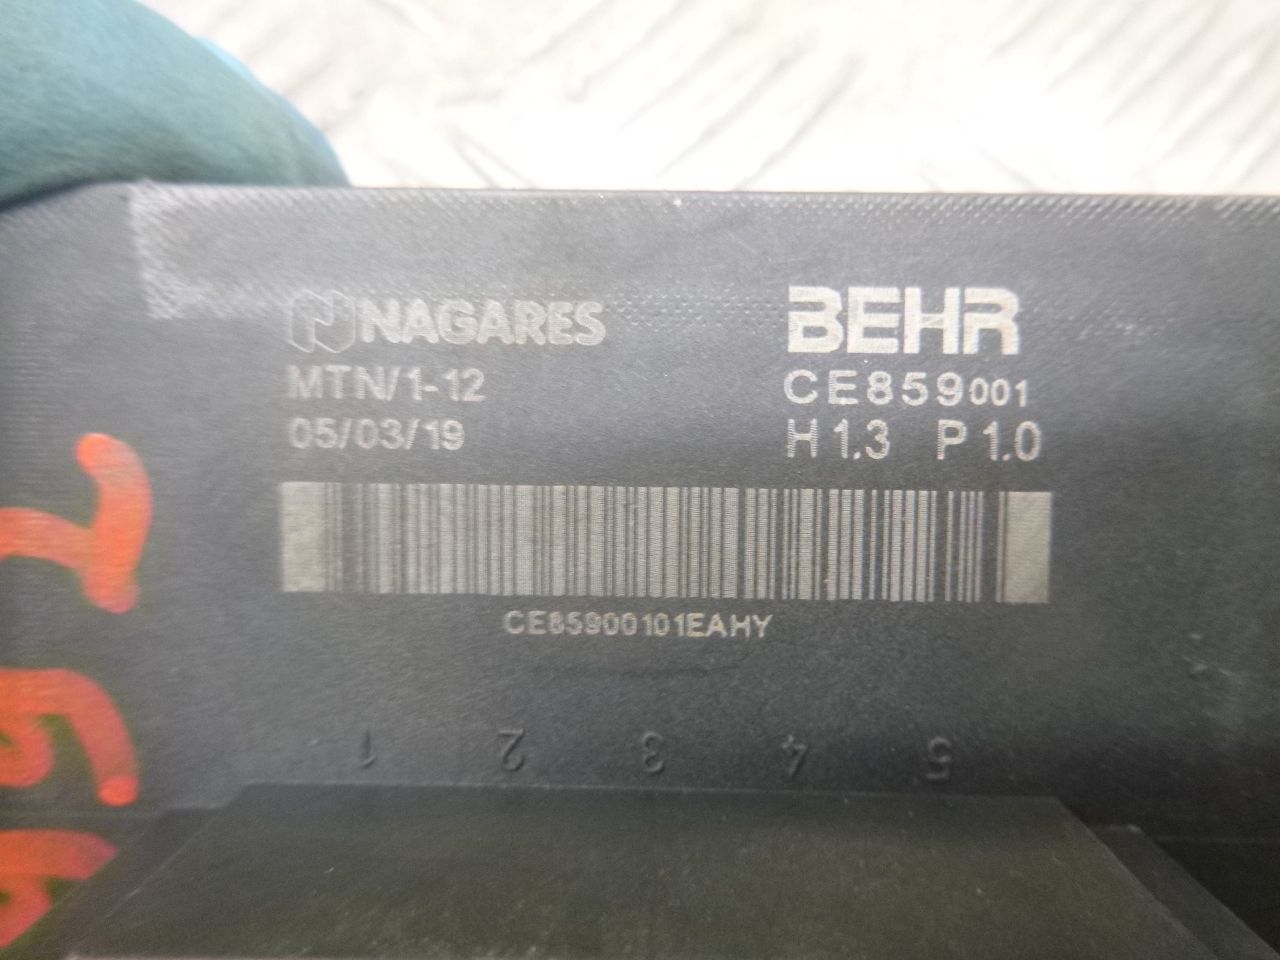 NAGARES
MTN/1-12
05/03/19
BEHR
CE859001
H1.3 P1.0
CE85900101EAHY
1 2 3 4 5